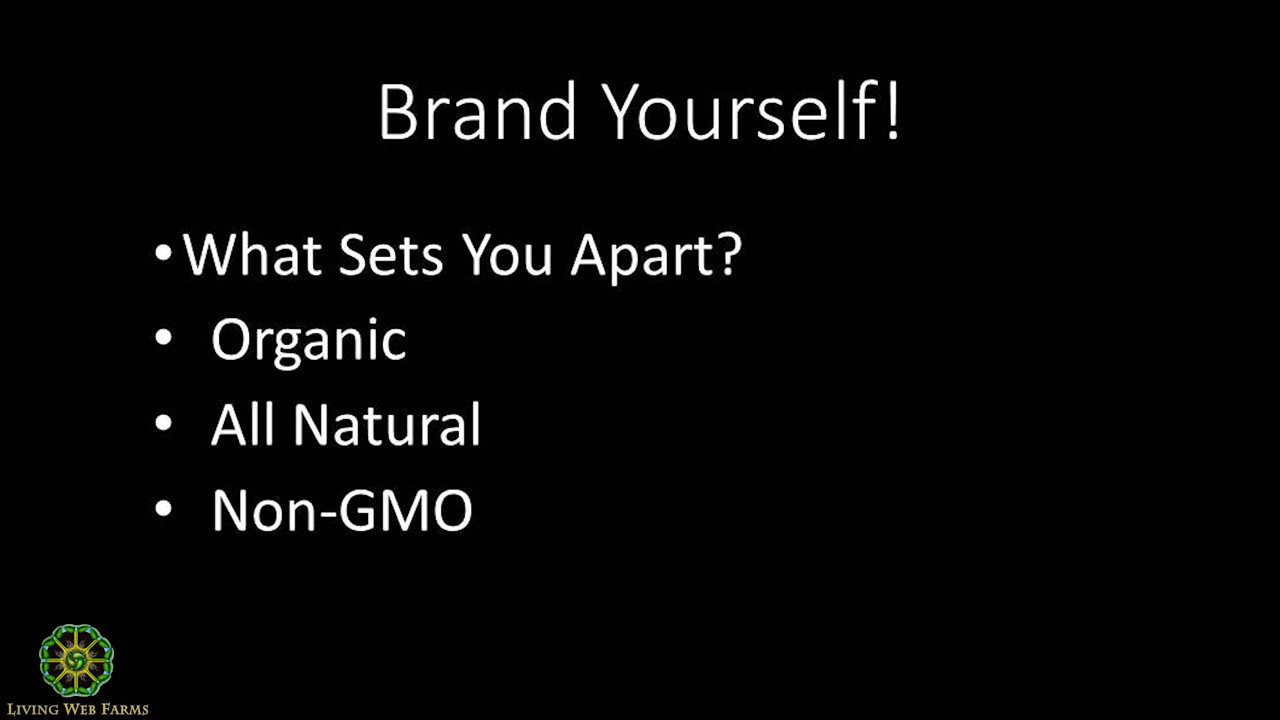 Brand Yourself!
•What Sets You Apart?
• Organic
• All Natural
• Non-GMO
LIVING WEB FARMS